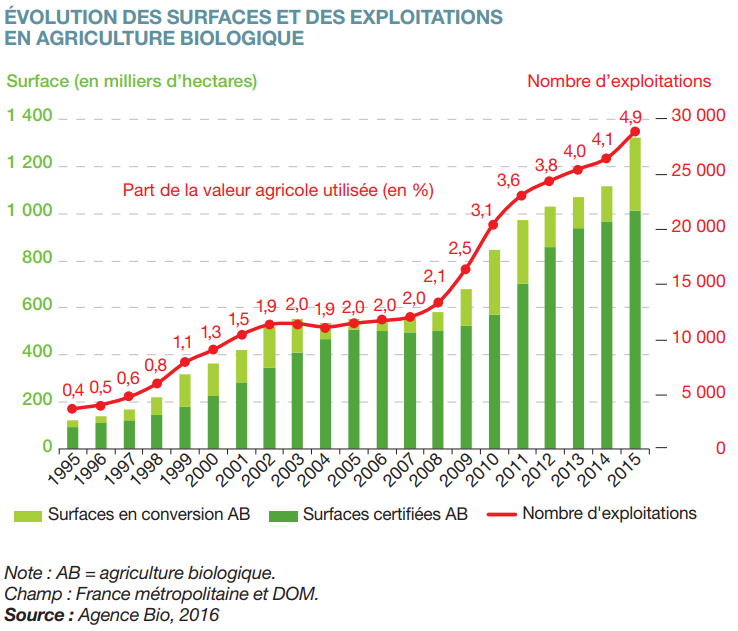 ÉVOLUTION DES SURFACES ET DES EXPLOITATIONS
EN AGRICULTURE BIOLOGIQUE
Surface (en milliers d'hectares)
Nombre d'exploitations
1 400
1 200
1 000
800
600
400
200
0
30 000
25 000
20 000
15 000
10 000
5 000
0
Part de la valeur agricole utilisée (en %)
0,4 0,5 0,6 0,8 1,1 1,3 1,5 1,9 2,0 1,9 2,0 2,0 2,0 2,1 2,5 3,1 3,6 3,8 4,0 4,1 4,9
1995 1996 1997 1998 1999 2000 2001 2002 2003 2004 2005 2006 2007 2008 2009 2010 2011 2012 2013 2014 2015
Surfaces en conversion AB Surfaces certifiées AB Nombre d'exploitations
Note : AB = agriculture biologique.
Champ : France métropolitaine et DOM.
Source : Agence Bio, 2016